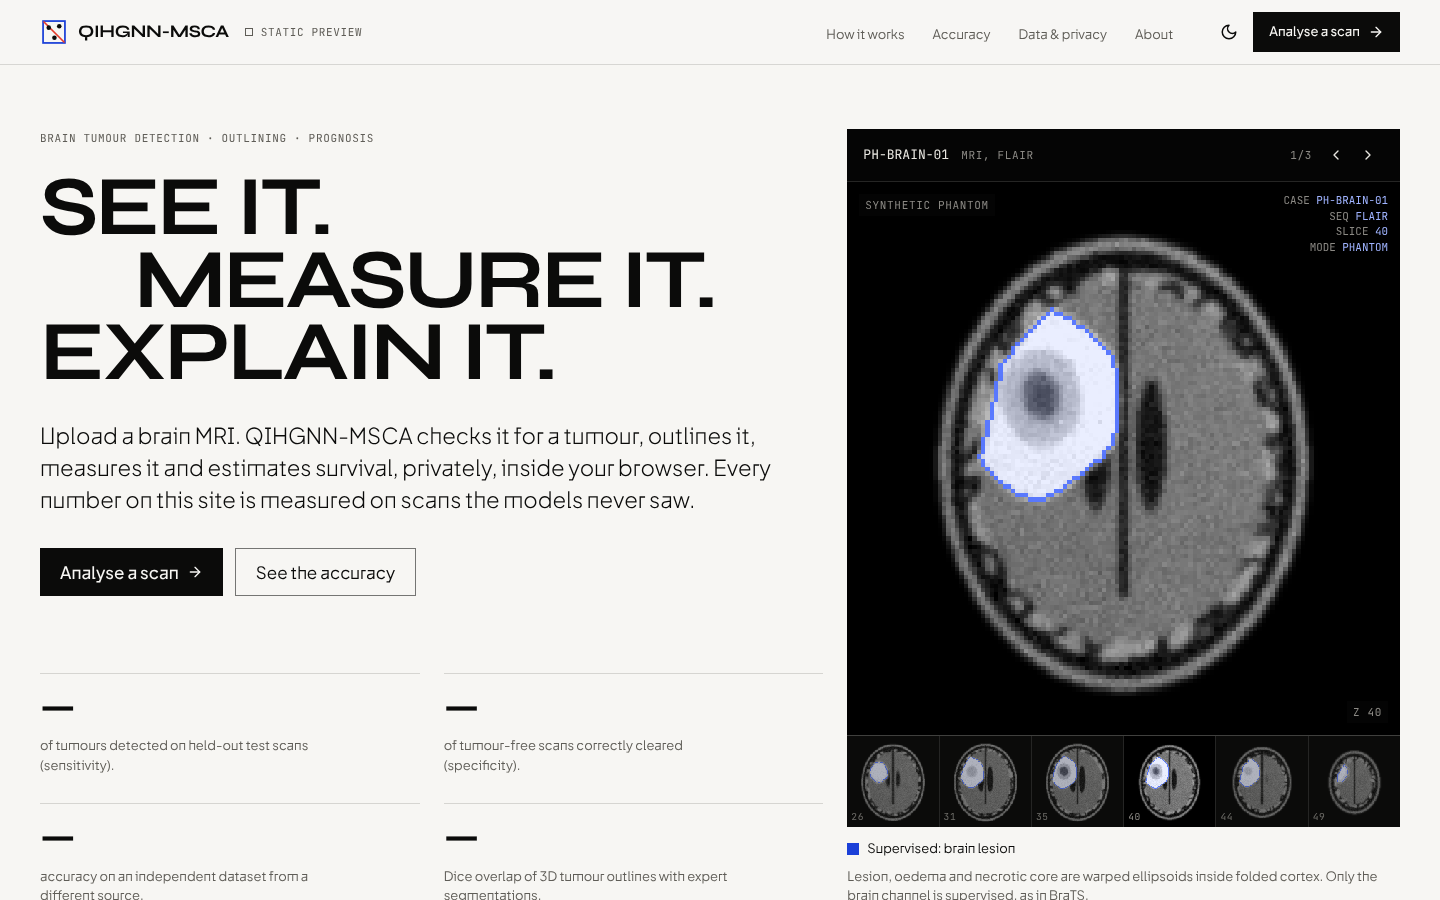 QIHGNN-MSCA
STATIC PREVIEW
How it works
Accuracy
Data & privacy
About
Analyse a scan
BRAIN TUMOUR DETECTION · OUTLINING · PROGNOSIS
SEE IT.
MEASURE IT.
EXPLAIN IT.
Upload a brain MRI. QIHGNN-MSCA checks it for a tumour, outlines it,
measures it and estimates survival, privately, inside your browser. Every
number on this site is measured on scans the models never saw.
Analyse a scan
See the accuracy
—
of tumours detected on held-out test scans
(sensitivity).
—
of tumour-free scans correctly cleared
(specificity).
—
accuracy on an independent dataset from a
different source.
—
Dice overlap of 3D tumour outlines with expert
segmentations.
PH-BRAIN-01 MRI, FLAIR
1/3
SYNTHETIC PHANTOM
CASE PH-BRAIN-01
SEQ FLAIR
SLICE 40
MODE PHANTOM
Z 40
26
31
35
40
44
49
Supervised: brain lesion
Lesion, oedema and necrotic core are warped ellipsoids inside folded cortex. Only the
brain channel is supervised, as in BraTS.